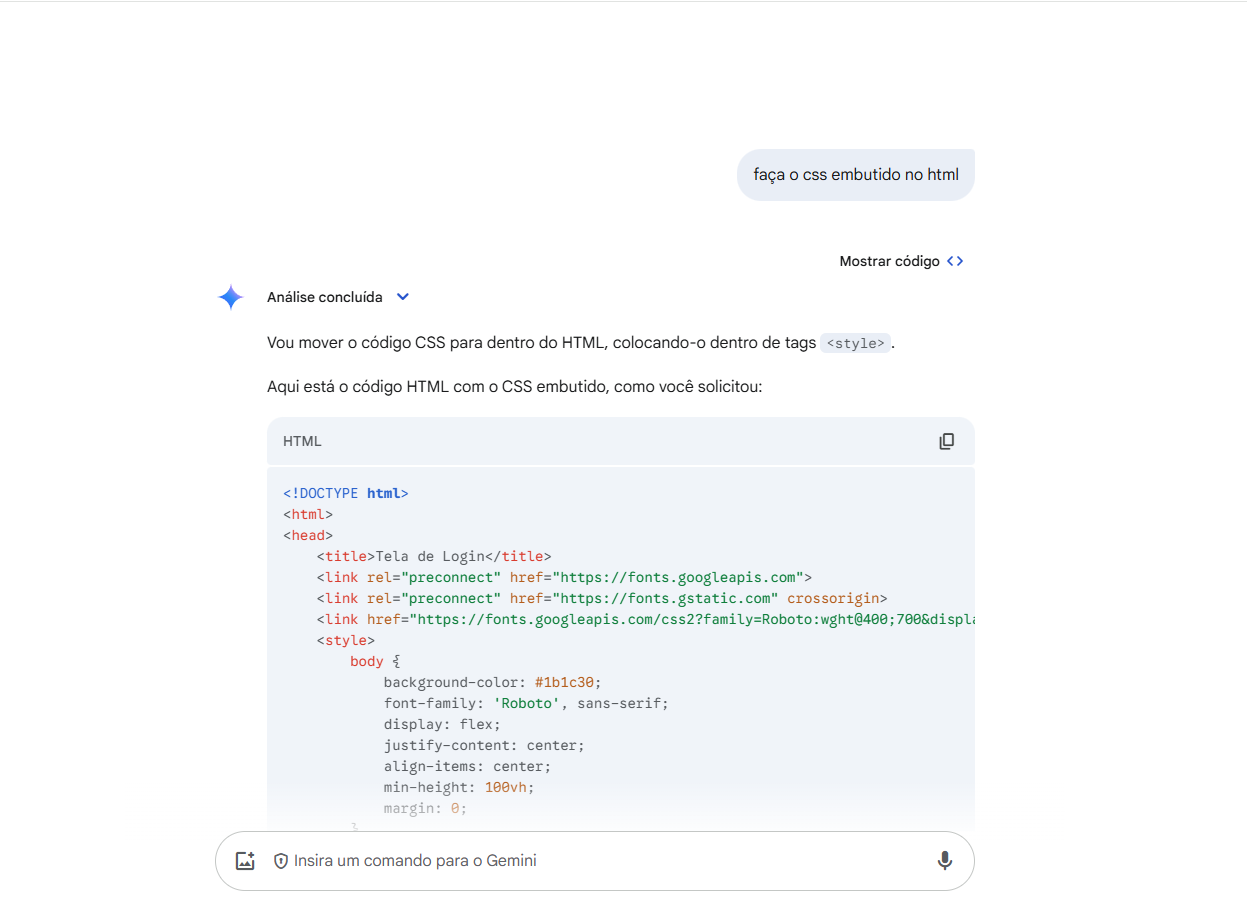 faça o css embutido no html
Mostrar código <>
Análise concluída
Vou mover o código CSS para dentro do HTML, colocando-o dentro de tags <style>.
Aqui está o código HTML com o CSS embutido, como você solicitou:
HTML
<!DOCTYPE html>
<html>
<head>
    <title>Tela de Login</title>
    <link rel="preconnect" href="https://fonts.googleapis.com">
    <link rel="preconnect" href="https://fonts.gstatic.com" crossorigin>
    <link href="https://fonts.googleapis.com/css2?family=Roboto:wght@400;700&displa
    <style>
        body {
            background-color: #1b1c30;
            font-family: 'Roboto', sans-serif;
            display: flex;
            justify-content: center;
            align-items: center;
            min-height: 100vh;
            margin: 0;
        }
Insira um comando para o Gemini